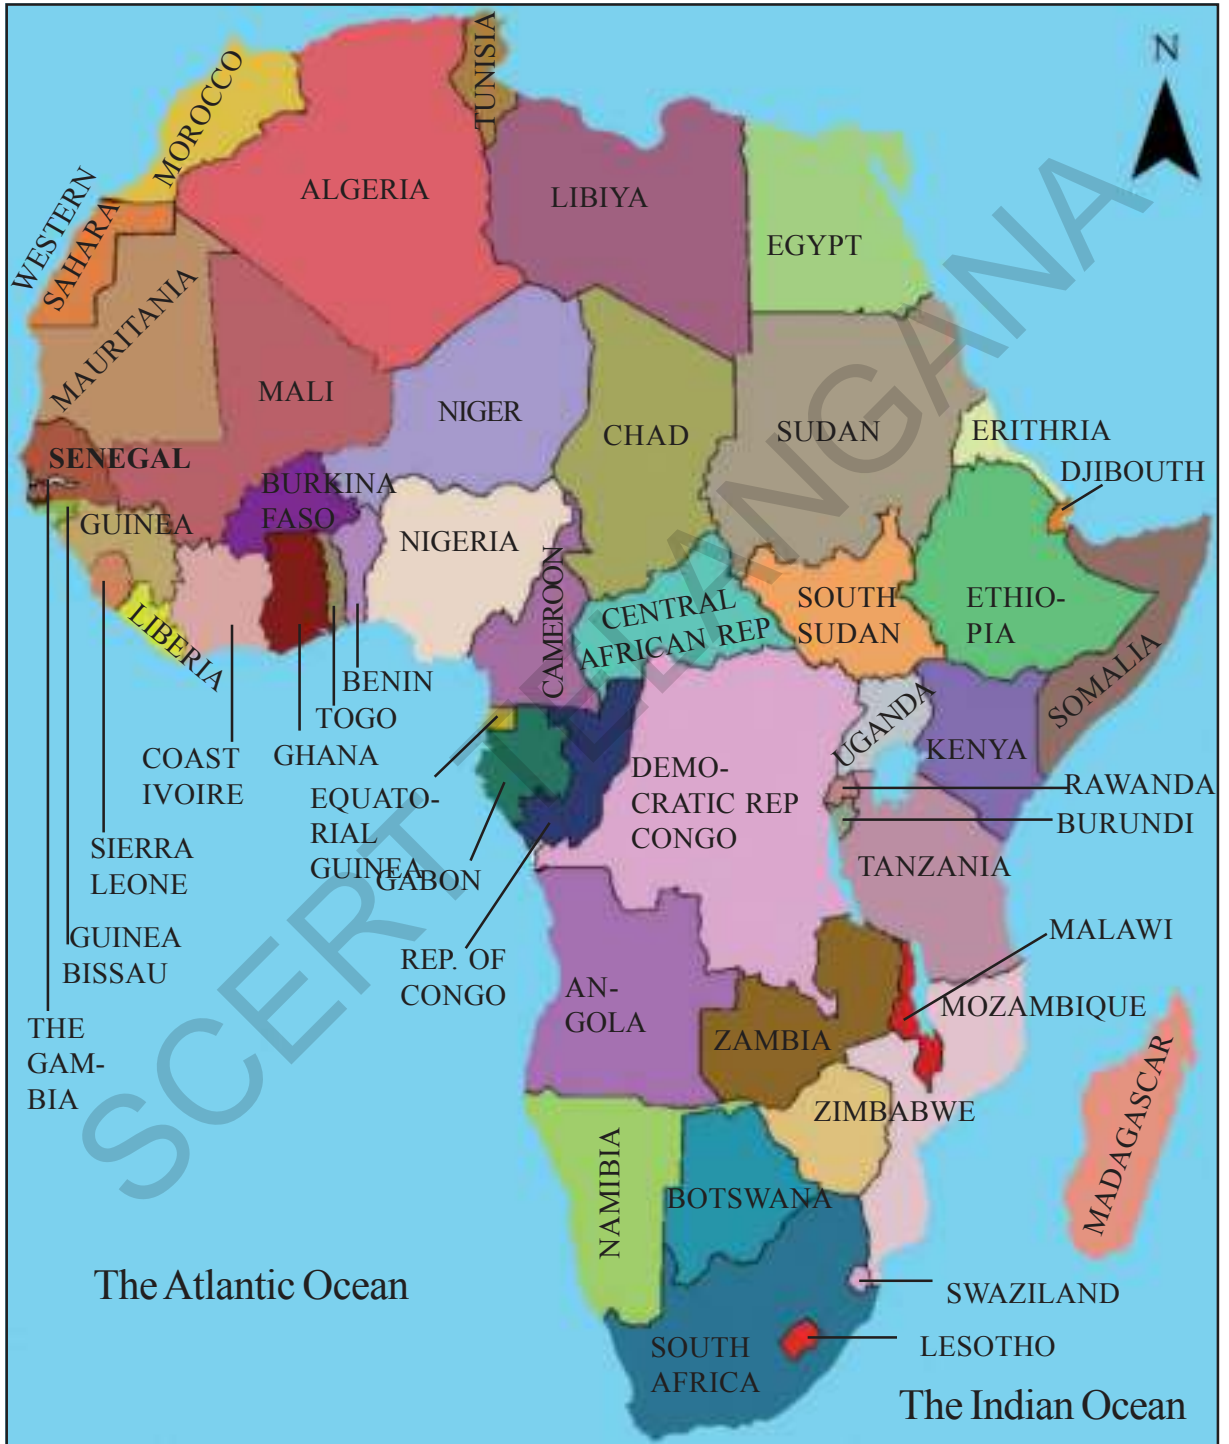 N
TUNISIA
MOROCCO
ALGERIA
LIBIYA
EGYPT
WESTERN
SAHARA
MAURITANIA
MALI
NIGER
CHAD
SUDAN
ERITHRIA
DJIBOUTH
SENEGAL
BURKINA
FASO
GUINEA
NIGERIA
CAMEROON
CENTRAL
AFRICAN REP
SOUTH
SUDAN
ETHIO-
PIA
SOMALIA
LIBERIA
BENIN
TOGO
GHANA
COAST
IVOIRE
UGANDA
KENYA
EQUATO-
RIAL
GUINEA
GABON
DEMO-
CRATIC REP
CONGO
RAWANDA
BURUNDI
TANZANIA
SIERRA
LEONE
GUINEA
BISSAU
REP. OF
CONGO
MALAWI
AN-
GOLA
MOZAMBIQUE
THE
GAM-
BIA
ZAMBIA
ZIMBABWE
MADAGASCAR
NAMIBIA
BOTSWANA
The Atlantic Ocean
SWAZILAND
SOUTH
AFRICA
LESOTHO
The Indian Ocean
SCERT TELANGANA